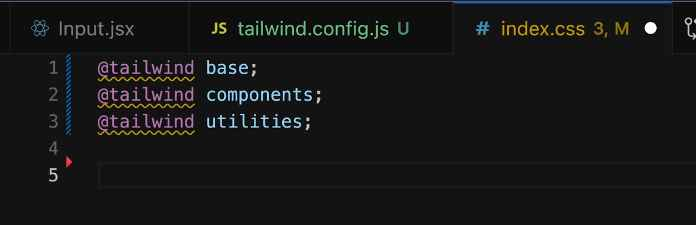 Input.jsx
JS tailwind.config.js U
# index.css 3, M
1 @tailwind base;
2 @tailwind components;
3 @tailwind utilities;
4
5